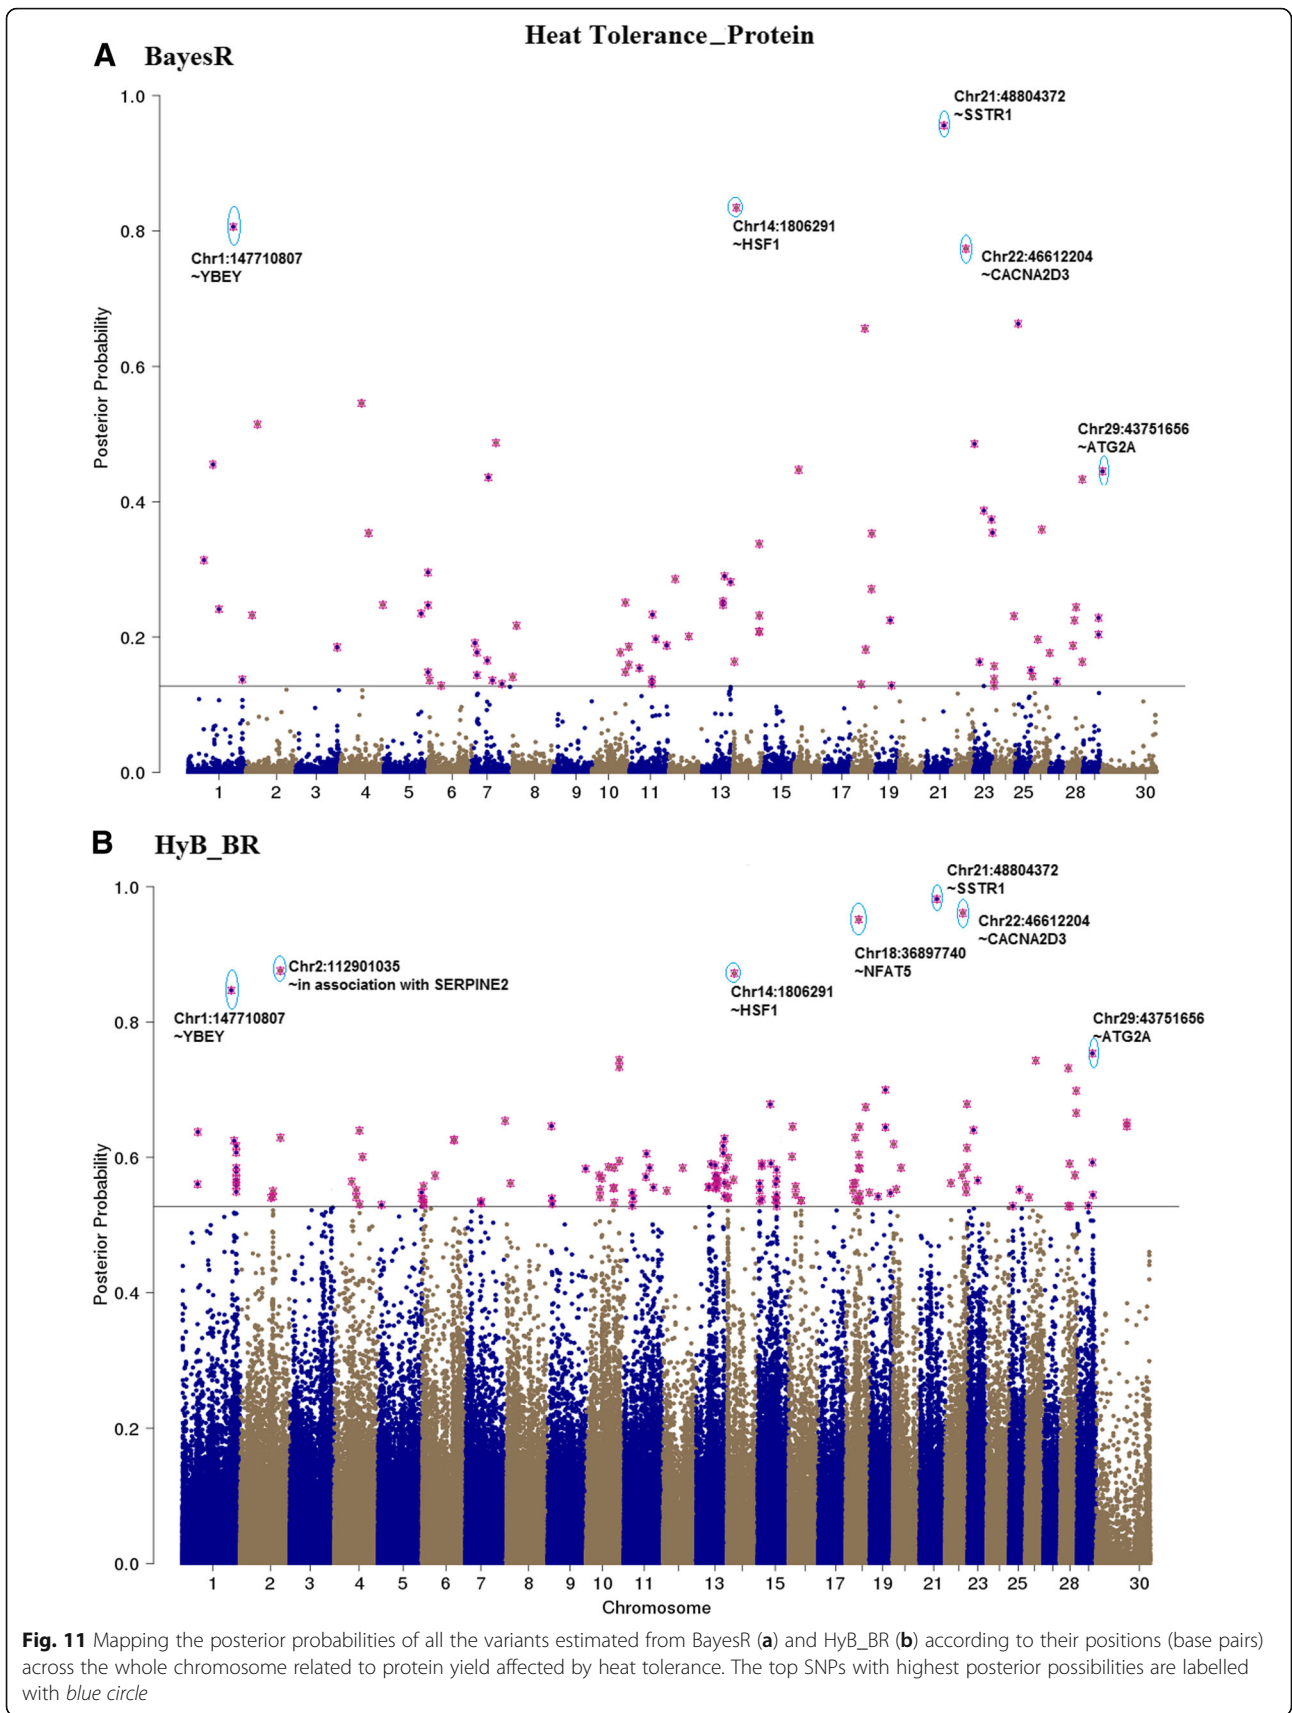 Heat Tolerance_Protein
A BayesR
1.0
0.8
0.6
0.4
0.2
0.0
Posterior Probability
Chr21:48804372
~SSTR1
Chr1:147710807
~YBEY
Chr14:1806291
~HSF1
Chr22:46612204
~CACNA2D3
Chr29:43751656
~ATG2A
1 2 3 4 5 6 7 8 9 10 11 13 17 19 21 23 25 28 30
B HyB_BR
1.0
0.8
0.6
0.4
0.2
0.0
Posterior Probability
Chr21:48804372
~SSTR1
Chr22:46612204
~CACNA2D3
Chr18:36897740
~NFAT5
Chr2:112901035
~in association with SERPINE2
Chr14:1806291
~HSF1
Chr1:147710807
~YBEY
Chr29:43751656
~ATG2A
1 2 3 4 5 6 7 8 9 10 11 13 15 17 19 21 23 25 28 30
Chromosome
Fig. 11 Mapping the posterior probabilities of all the variants estimated from BayesR (a) and HyB_BR (b) according to their positions (base pairs)
across the whole chromosome related to protein yield affected by heat tolerance. The top SNPs with highest posterior possibilities are labelled
with blue circle